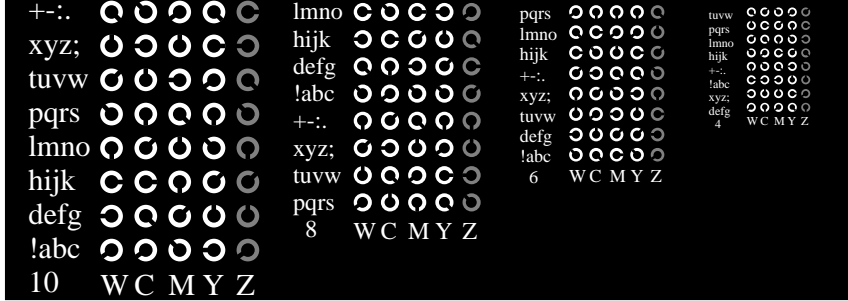 +-:.
xyz;
tuvw
pqrs
lmno
hijk
defg
!abc
10 W C M Y Z
lmno
hijk
defg
!abc
+-:.
xyz;
tuvw
pqrs
8 W C M Y Z
pqrs
lmno
hijk
+-:.
xyz;
tuvw
defg
!abc
6 W C M Y Z
tuvw
pqrs
lmno
hijk
+-:.
!abc
xyz;
defg
4 W C M Y Z